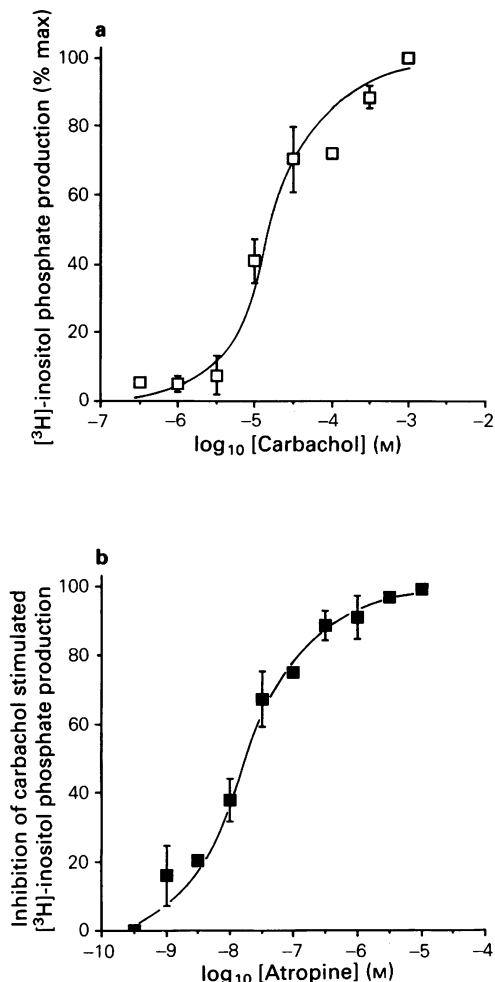 a
[³H]-inositol phosphate production (% max)
100
80
60
40
20
0
–7 –6 –5 –4 –3 –2
log₁₀ [Carbachol] (M)
b
Inhibition of carbachol stimulated
[³H]-inositol phosphate production
100
80
60
40
20
0
–10 –9 –8 –7 –6 –5 –4
log₁₀ [Atropine] (M)